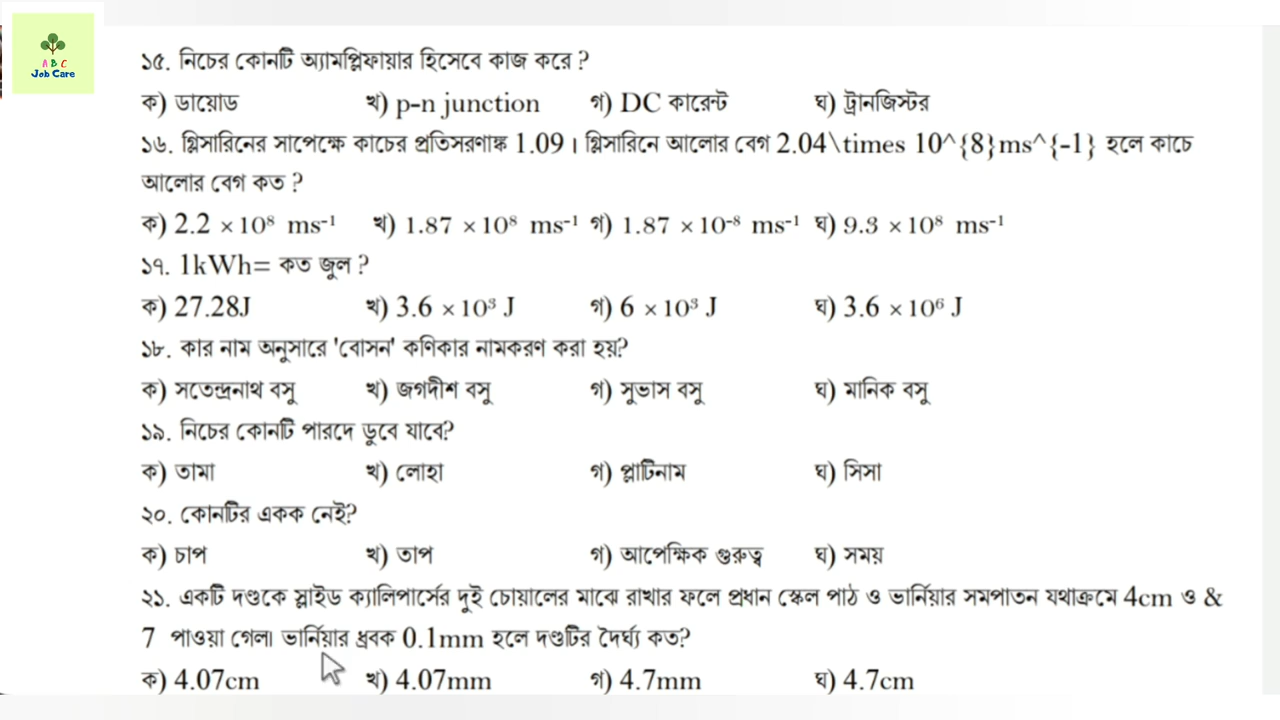 A B C
Job Care
১৫. নিচের কোনটি অ্যামপ্লিফায়ার হিসেবে কাজ করে ?
ক) ডায়োড খ) p-n junction গ) DC কারেন্ট ঘ) ট্রানজিস্টর
১৬. গ্লিসারিনের সাপেক্ষে কাচের প্রতিসরণাঙ্ক 1.09 । গ্লিসারিনে আলোর বেগ 2.04\times 10^{8}ms^{-1} হলে কাচে
আলোর বেগ কত ?
ক) 2.2 ×10⁸ ms⁻¹ খ) 1.87 ×10⁸ ms⁻¹ গ) 1.87 ×10⁻⁸ ms⁻¹ ঘ) 9.3 ×10⁸ ms⁻¹
১৭. 1kWh= কত জুল ?
ক) 27.28J খ) 3.6 ×10³ J গ) 6 ×10³ J ঘ) 3.6 ×10⁶ J
১৮. কার নাম অনুসারে 'বোসন' কণিকার নামকরণ করা হয়?
ক) সতেন্দ্রনাথ বসু খ) জগদীশ বসু গ) সুভাস বসু ঘ) মানিক বসু
১৯. নিচের কোনটি পারদে ডুবে যাবে?
ক) তামা খ) লোহা গ) প্লাটিনাম ঘ) সিসা
২০. কোনটির একক নেই?
ক) চাপ খ) তাপ গ) আপেক্ষিক গুরুত্ব ঘ) সময়
২১. একটি দণ্ডকে স্লাইড ক্যালিপার্সের দুই চোয়ালের মাঝে রাখার ফলে প্রধান স্কেল পাঠ ও ভার্নিয়ার সমপাতন যথাক্রমে 4cm ও &
7 পাওয়া গেল। ভার্নিয়ার ধ্রুবক 0.1mm হলে দণ্ডটির দৈর্ঘ্য কত?
ক) 4.07cm খ) 4.07mm গ) 4.7mm ঘ) 4.7cm